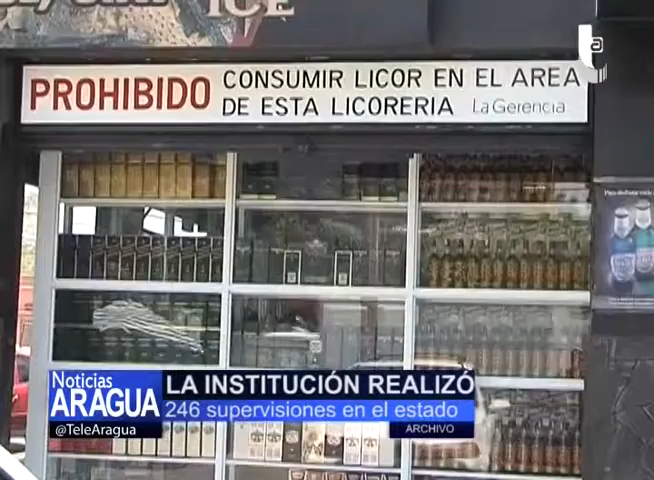 ICE
PROHIBIDO CONSUMIR LICOR EN EL AREA
DE ESTA LICORERIA La Gerencia.
Noticias
ARAGUA
@TeleAragua
LA INSTITUCIÓN REALIZÓ
246 supervisiones en el estado
ARCHIVO